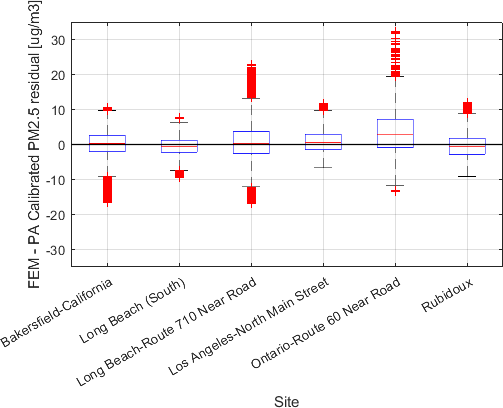 FEM - PA Calibrated PM2.5 residual [ug/m3]
30
20
10
0
-10
-20
-30
Bakersfield-California
Long Beach (South)
Long Beach-Route 710 Near Road
Los Angeles-North Main Street
Ontario-Route 60 Near Road
Rubidoux
Site